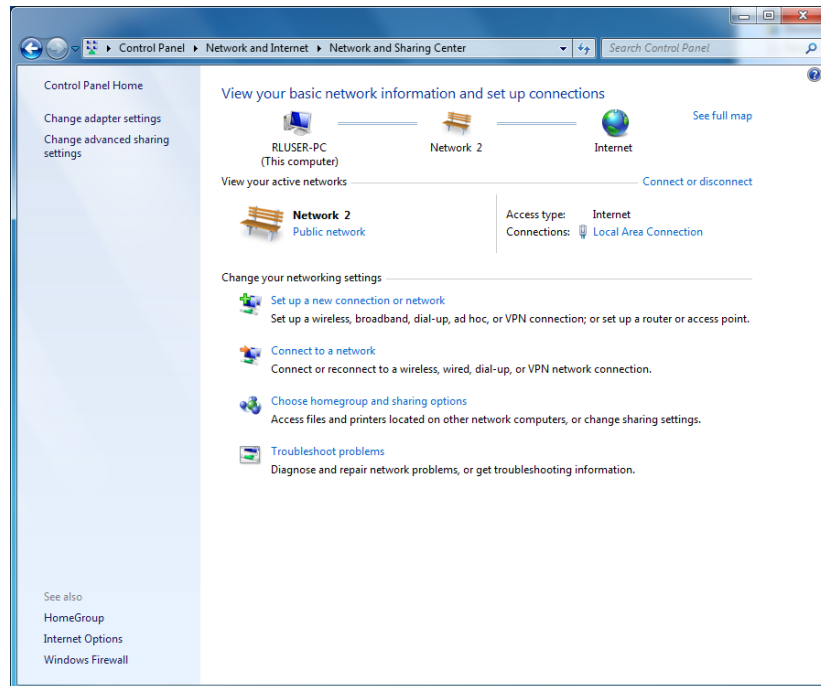 Control Panel Network and Internet Network and Sharing Center Search Control Panel
Control Panel Home
Change adapter settings
Change advanced sharing
settings
See also
HomeGroup
Internet Options
Windows Firewall
View your basic network information and set up connections
See full map
RLUSER-PC Network 2 Internet
(This computer)
View your active networks Connect or disconnect
Network 2 Access type: Internet
Public network Connections: Local Area Connection
Change your networking settings
Set up a new connection or network
Set up a wireless, broadband, dial-up, ad hoc, or VPN connection; or set up a router or access point.
Connect to a network
Connect or reconnect to a wireless, wired, dial-up, or VPN network connection.
Choose homegroup and sharing options
Access files and printers located on other network computers, or change sharing settings.
Troubleshoot problems
Diagnose and repair network problems, or get troubleshooting information.